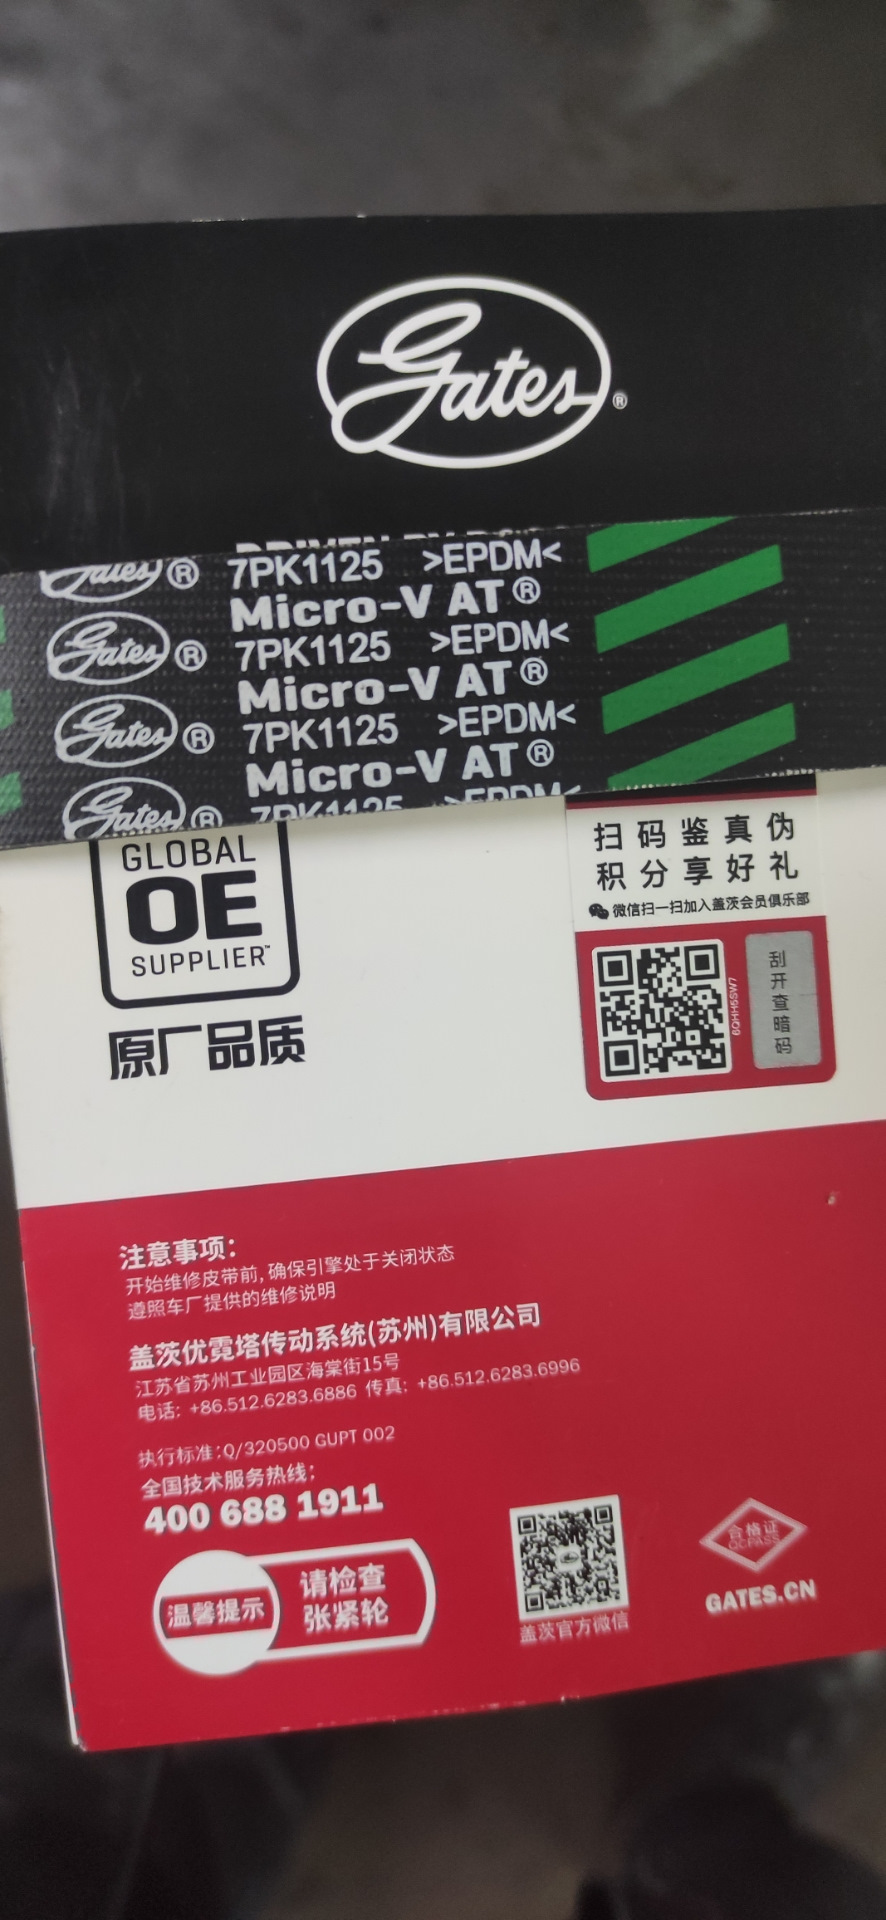 Gates®
Gates® 7PK1125 >EPDM<
Micro-V AT®
Gates® 7PK1125 >EPDM<
Micro-V AT®
Gates® 7PK1125 >EPDM<
Micro-V AT®
Gates® 7PK1125 >EPDM<
GLOBAL
OE
SUPPLIER™
原厂品质
扫码鉴真伪
积分享好礼
微信扫一扫加入盖茨会员俱乐部
6QHH5SW7
刮开查暗码
注意事项：
开始维修皮带前，确保引擎处于关闭状态
遵照车厂提供的维修说明
盖茨优霓塔传动系统(苏州)有限公司
江苏省苏州工业园区海棠街15号
电话: +86.512.6283.6886 传真: +86.512.6283.6996
执行标准:Q/320500 GUPT 002
全国技术服务热线:
400 688 1911
温馨提示
请检查
张紧轮
盖茨官方微信
合格证
QCPASS
GATES.CN